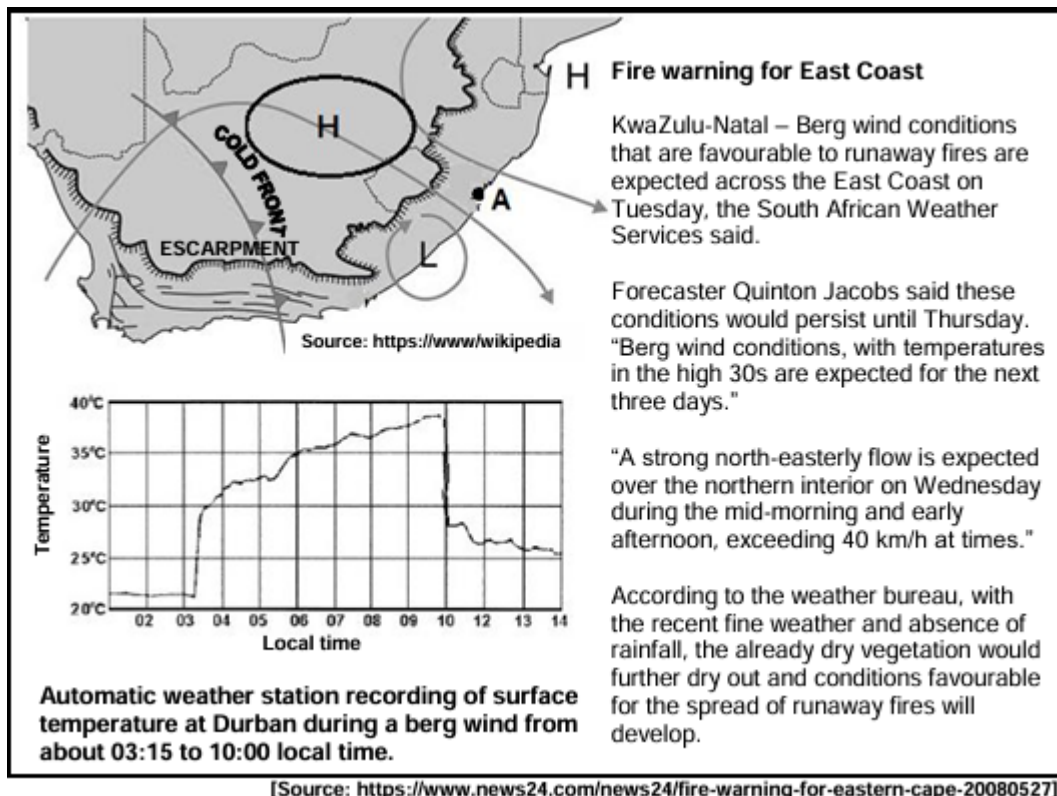 H
H
COLD FRONT
A
ESCARPMENT
L
Source: https://www/wikipedia
40°C
35°C
30°C
25°C
20°C
Temperature
02 03 04 05 06 07 08 09 10 12 13 14
Local time
Automatic weather station recording of surface
temperature at Durban during a berg wind from
about 03:15 to 10:00 local time.
Fire warning for East Coast
KwaZulu-Natal – Berg wind conditions
that are favourable to runaway fires are
expected across the East Coast on
Tuesday, the South African Weather
Services said.
Forecaster Quinton Jacobs said these
conditions would persist until Thursday.
“Berg wind conditions, with temperatures
in the high 30s are expected for the next
three days.”
“A strong north-easterly flow is expected
over the northern interior on Wednesday
during the mid-morning and early
afternoon, exceeding 40 km/h at times.”
According to the weather bureau, with
the recent fine weather and absence of
rainfall, the already dry vegetation would
further dry out and conditions favourable
for the spread of runaway fires will
develop.
[Source: https://www.news24.com/news24/fire-warning-for-eastern-cape-20080527]